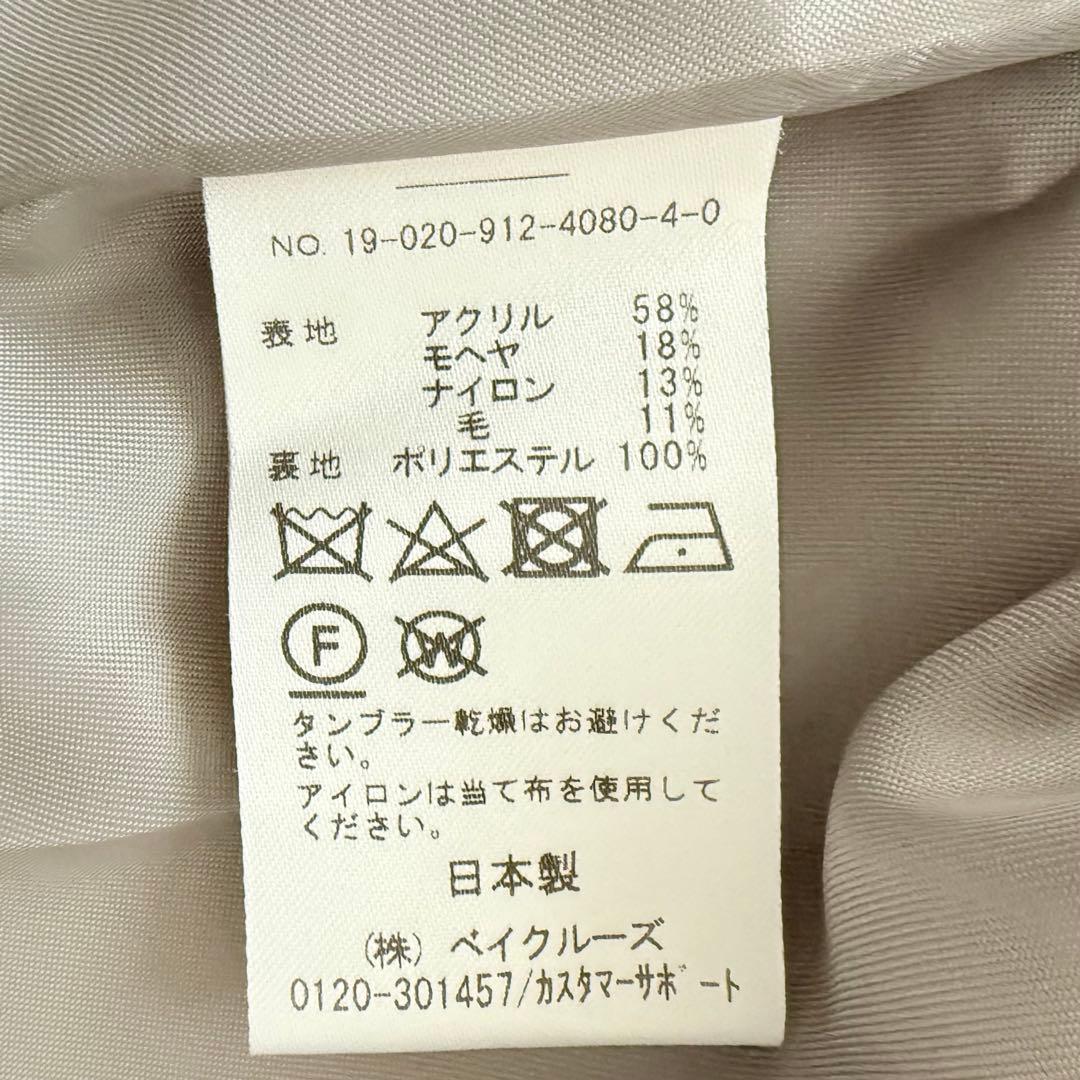 NO. 19-020-912-4080-4-0
表地 アクリル 58%
モヘヤ 18%
ナイロン 13%
毛 11%
裏地 ポリエステル 100%
F W
タンブラー乾燥はお避けくだ
さい。
アイロンは当て布を使用して
ください。
日本製
(株) ベイクルーズ
0120-301457/カスタマーサポート